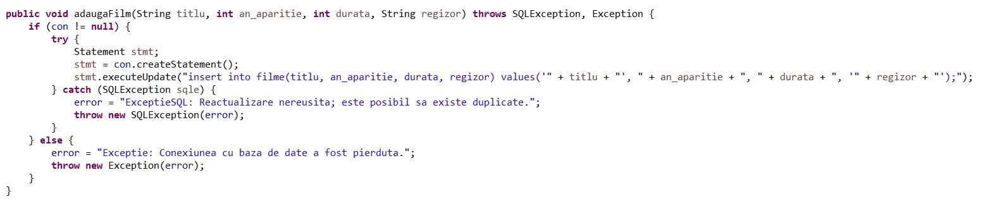 public void adaugaFilm(String titlu, int an_aparitie, int durata, String regizor) throws SQLException, Exception {
    if (con != null) {
        try {
            Statement stmt;
            stmt = con.createStatement();
            stmt.executeUpdate("insert into filme(titlu, an_aparitie, durata, regizor) values('" + titlu + "', " + an_aparitie + ", " + durata + ", '" + regizor + "');");
        } catch (SQLException sqle) {
            error = "ExceptieSQL: Reactualizare nereusita; este posibil sa existe duplicate.";
            throw new SQLException(error);
        }
    } else {
        error = "Exceptie: Conexiunea cu baza de date a fost pierduta.";
        throw new Exception(error);
    }
}